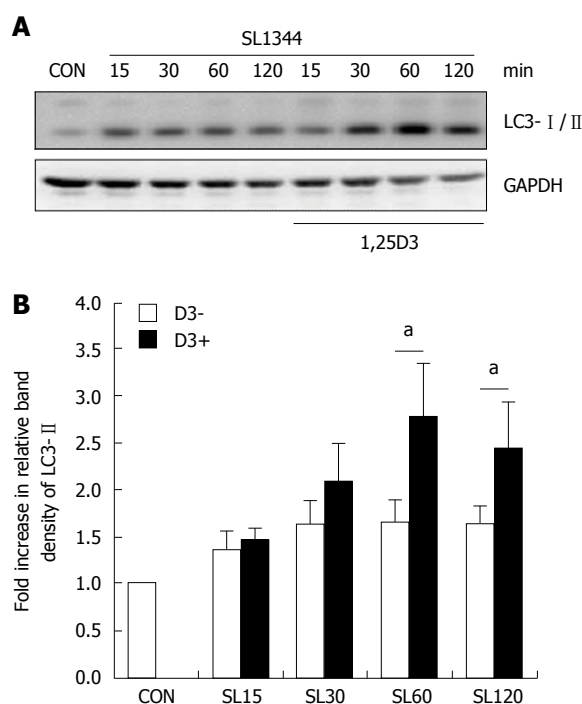 A
SL1344
CON 15 30 60 120 15 30 60 120 min
LC3- I / II
GAPDH
1,25D3
B
4.0
3.5
3.0
2.5
2.0
1.5
1.0
0.5
0.0
Fold increase in relative band
density of LC3- II
D3-
D3+
a
a
CON SL15 SL30 SL60 SL120